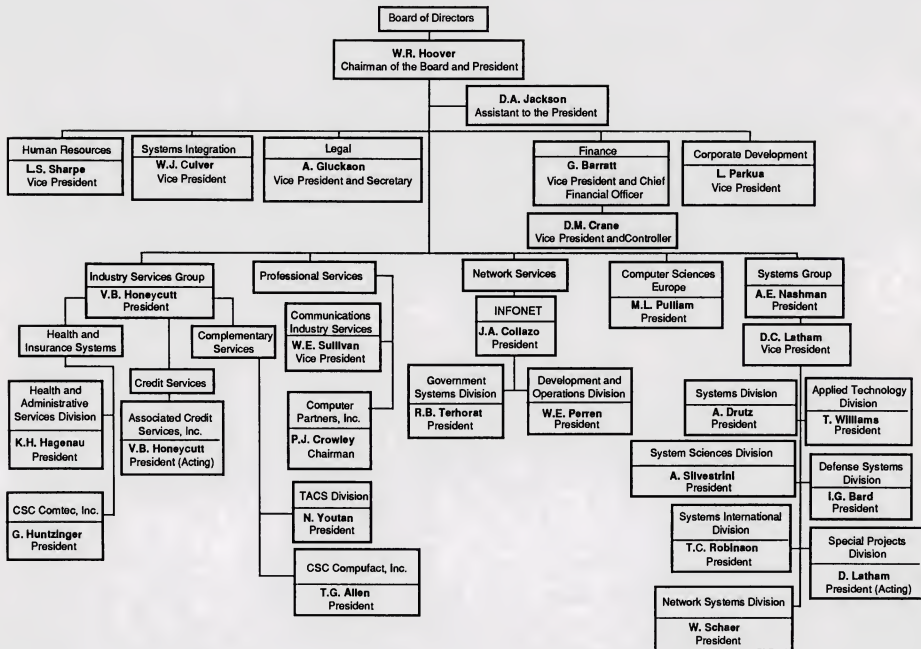 Board of Directors
W.R. Hoover
Chairman of the Board and President
D.A. Jackson
Assistant to the President
Human Resources
L.S. Sharpe
Vice President
Systems Integration
W.J. Culver
Vice President
Legal
A. Gluckaon
Vice President and Secretary
Finance
G. Barratt
Vice President and Chief
Financial Officer
Corporate Development
L. Parkua
Vice President
D.M. Crane
Vice President andController
Industry Services Group
V.B. Honeycutt
President
Professional Services
Network Services
Computer Sciences
Europe
M.L. Pulliam
President
Systems Group
A.E. Nashman
President
Health and
Insurance Systems
Complementary
Services
Communications
Industry Services
W.E. Sullivan
Vice President
INFONET
J.A. Collazo
President
D.C. Latham
Vice President
Credit Services
Health and
Administrative
Services Division
K.H. Hagenau
President
Associated Credit
Services, Inc.
V.B. Honeycutt
President (Acting)
Computer
Partners, Inc.
P.J. Crowley
Chairman
Government
Systems Division
R.B. Terhorat
President
Development and
Operations Division
W.E. Perren
President
Systems Division
A. Drutz
President
Applied Technology
Division
T. Williams
President
System Sciences Division
A. Silvestrini
President
Defense Systems
Division
I.G. Bard
President
CSC Comtec, Inc.
G. Huntzinger
President
TACS Division
N. Youtan
President
Systems International
Division
T.C. Robinaon
President
Special Projects
Division
D. Latham
President (Acting)
CSC Compufact, Inc.
T.G. Allen
President
Network Systems Division
W. Schaer
President